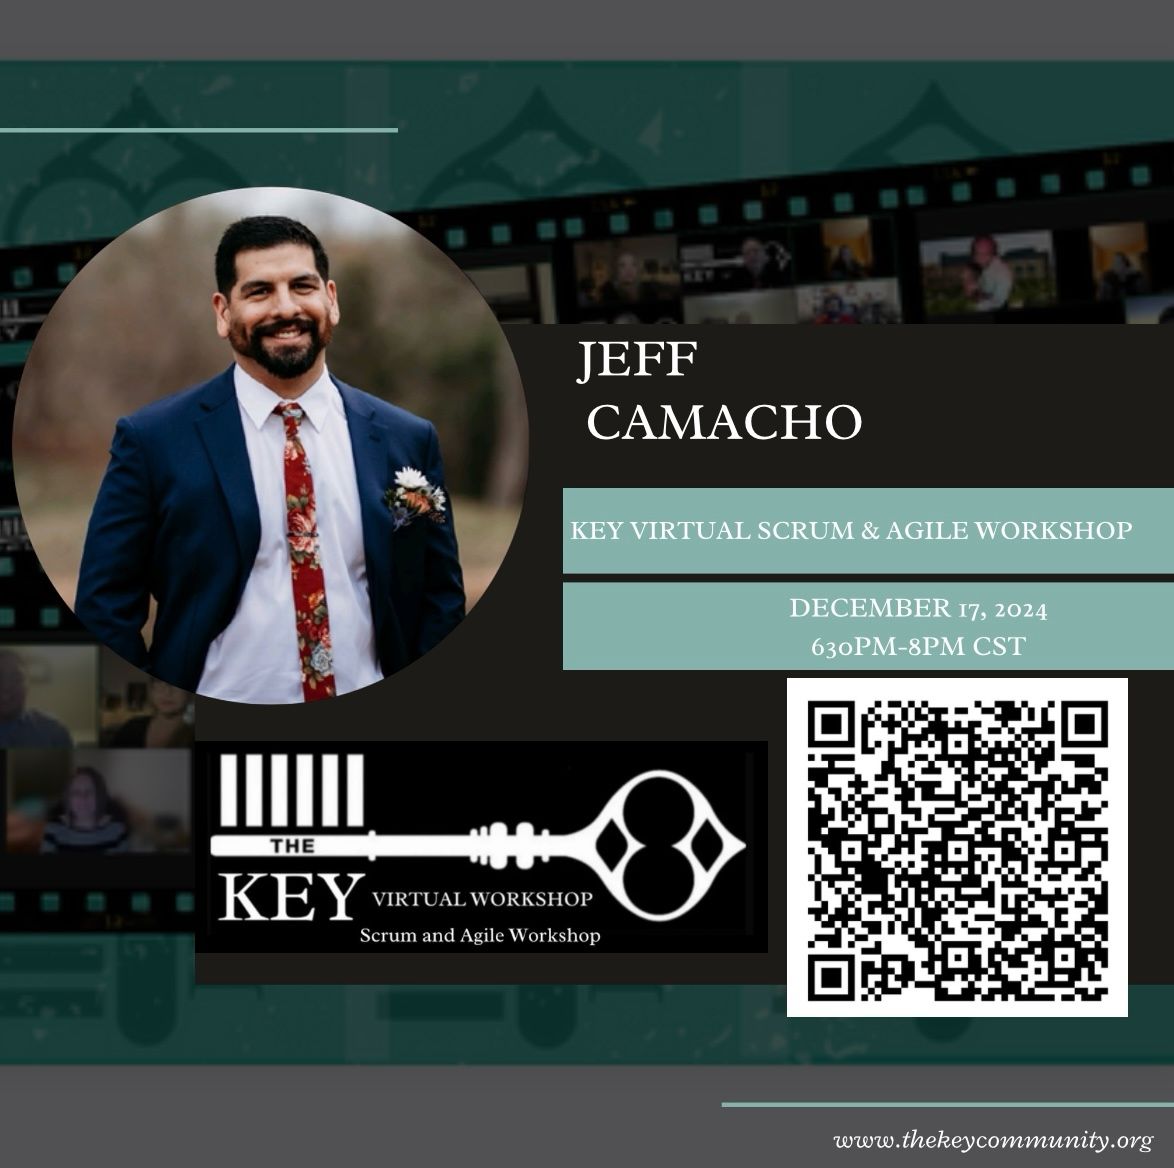 JEFF
CAMACHO
KEY VIRTUAL SCRUM & AGILE WORKSHOP
DECEMBER 17, 2024
630PM-8PM CST
THE
KEY VIRTUAL WORKSHOP
Scrum and Agile Workshop
www.thekeycommunity.org